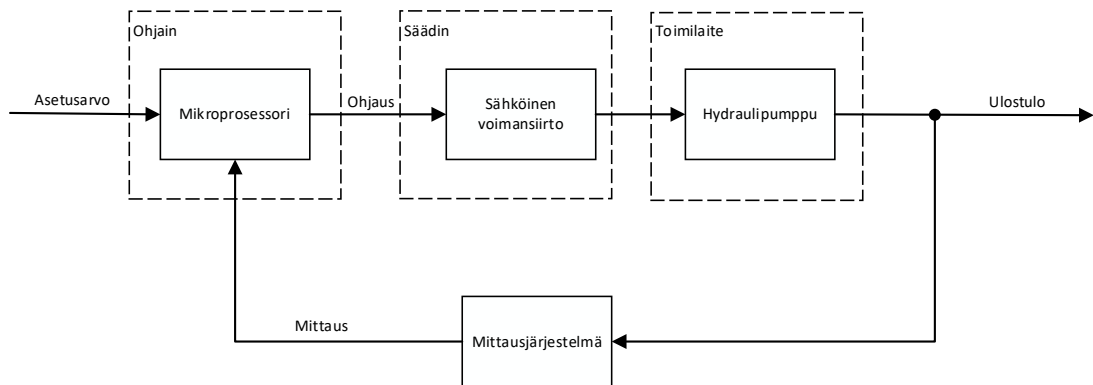 Ohjain
Säädin
Toimilaite
Asetusarvo
Mikroprosessori
Ohjaus
Sähköinen
voimansiirto
Hydraulipumppu
Ulostulo
Mittaus
Mittausjärjestelmä